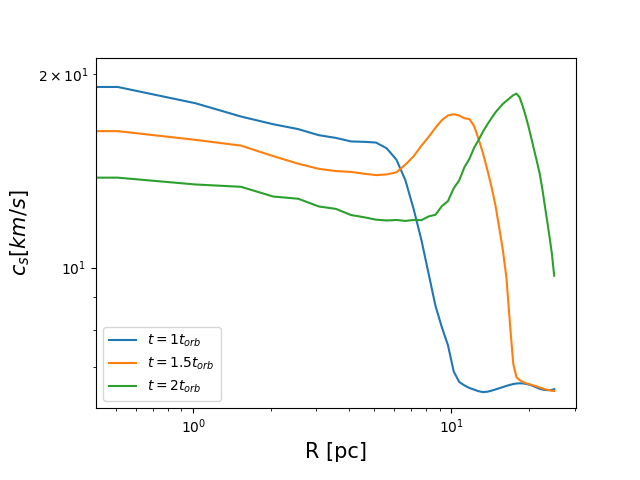 2 × 10¹
10¹
c_s[km/s]
t = 1t_orb
t = 1.5t_orb
t = 2t_orb
10⁰
10¹
R [pc]